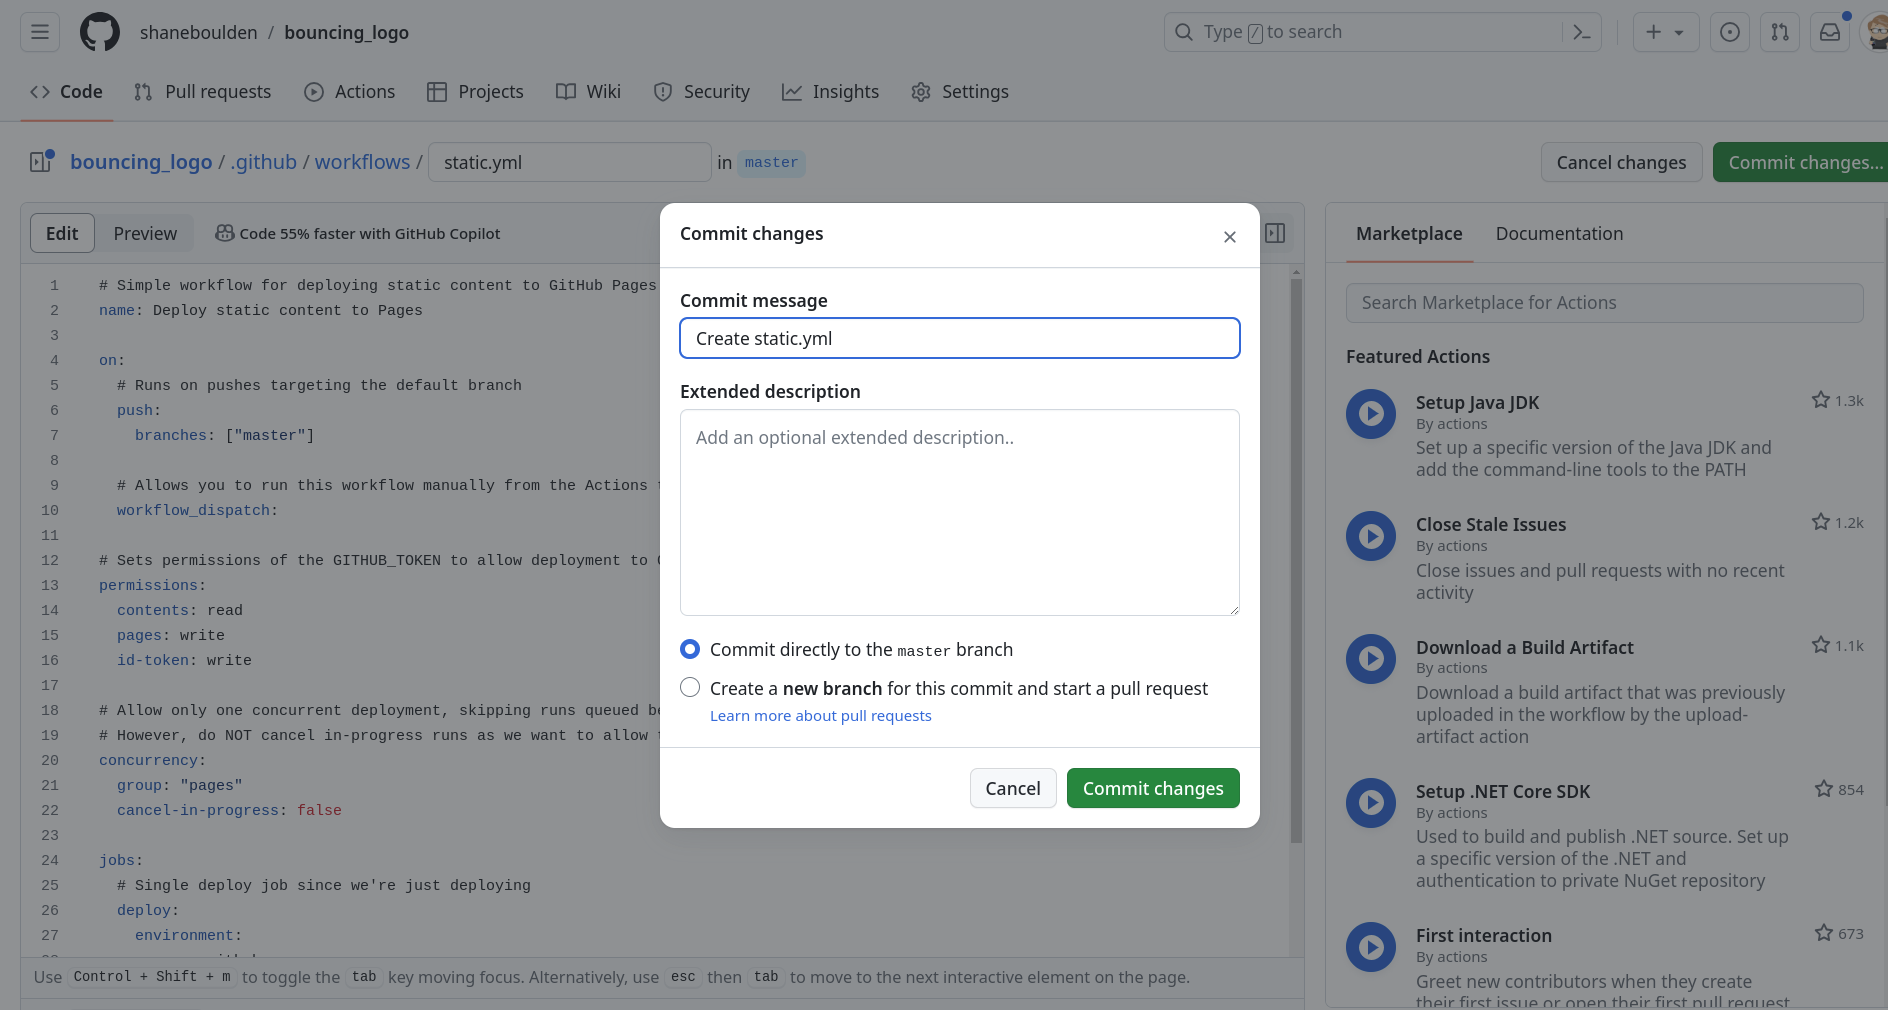 shaneboulden / bouncing_logo
Type / to search
Code
Pull requests
Actions
Projects
Wiki
Security
Insights
Settings
bouncing_logo / .github / workflows / static.yml in master
Cancel changes
Commit changes...
Edit
Preview
Code 55% faster with GitHub Copilot
1 # Simple workflow for deploying static content to GitHub Pages
2 name: Deploy static content to Pages
3
4 on:
5 # Runs on pushes targeting the default branch
6 push:
7 branches: ["master"]
8
9 # Allows you to run this workflow manually from the Actions
10 workflow_dispatch:
11
12 # Sets permissions of the GITHUB_TOKEN to allow deployment to
13 permissions:
14 contents: read
15 pages: write
16 id-token: write
17
18 # Allow only one concurrent deployment, skipping runs queued
19 # However, do NOT cancel in-progress runs as we want to allow
20 concurrency:
21 group: "pages"
22 cancel-in-progress: false
23
24 jobs:
25 # Single deploy job since we're just deploying
26 deploy:
27 environment:
Use Control + Shift + m to toggle the tab key moving focus. Alternatively, use esc then tab to move to the next interactive element on the page.
Commit changes
Commit message
Create static.yml
Extended description
Add an optional extended description..
Commit directly to the master branch
Create a new branch for this commit and start a pull request
Learn more about pull requests
Cancel
Commit changes
Marketplace
Documentation
Search Marketplace for Actions
Featured Actions
Setup Java JDK
1.3k
By actions
Set up a specific version of the Java JDK and
add the command-line tools to the PATH
Close Stale Issues
1.2k
By actions
Close issues and pull requests with no recent
activity
Download a Build Artifact
1.1k
By actions
Download a build artifact that was previously
uploaded in the workflow by the upload-
artifact action
Setup .NET Core SDK
854
By actions
Used to build and publish .NET source. Set up
a specific version of the .NET and
authentication to private NuGet repository
First interaction
673
By actions
Greet new contributors when they create
their first issue or open their first pull request